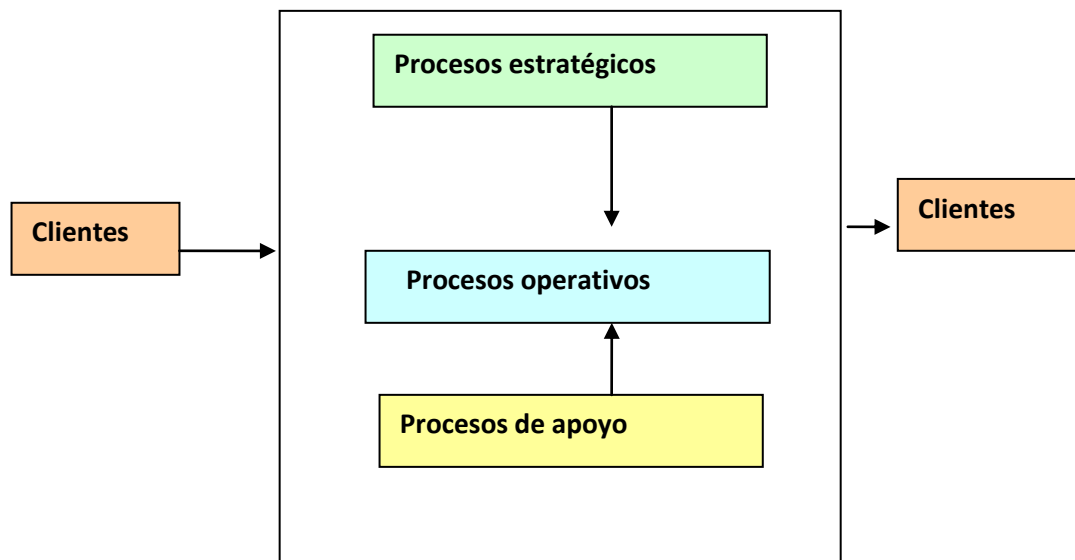 Procesos estratégicos
Clientes
Clientes
Procesos operativos
Procesos de apoyo